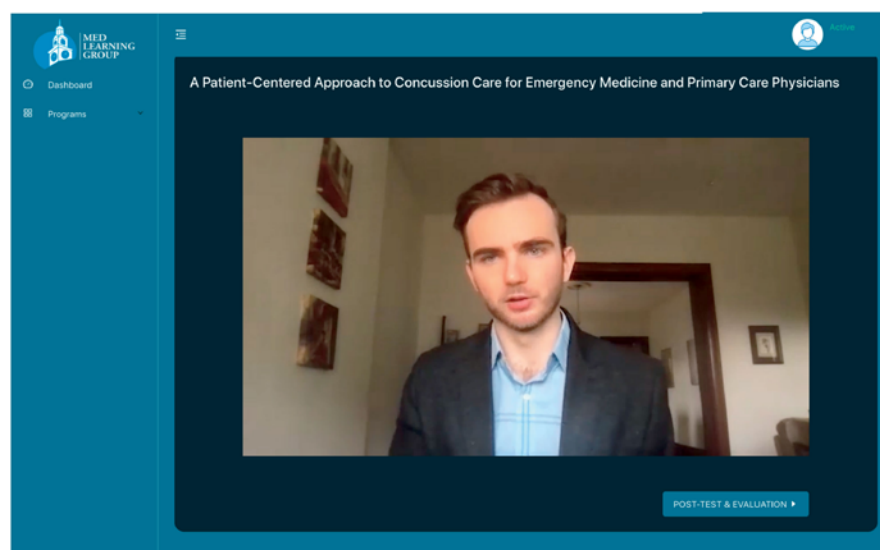 MED
LEARNING
GROUP
Active
Dashboard
Programs
A Patient-Centered Approach to Concussion Care for Emergency Medicine and Primary Care Physicians
POST-TEST & EVALUATION